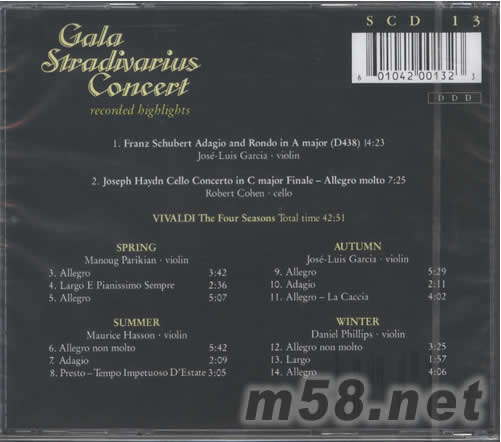 Gala
Stradivarius
Concert
recorded highlights
SCD 13
6 01042 00132 3
DDD
1. Franz Schubert Adagio and Rondo in A major (D438) 14:23
José-Luis Garcia · violin
2. Joseph Haydn Cello Concerto in C major Finale – Allegro molto 7:25
Robert Cohen · cello
VIVALDI The Four Seasons Total time 42:51
SPRING
Manoug Parikian · violin
3. Allegro 3:42
4. Largo E Pianissimo Sempre 2:36
5. Allegro 5:07
SUMMER
Maurice Hasson · violin
6. Allegro non molto 5:42
7. Adagio 2:09
8. Presto – Tempo Impetuoso D'Estate 3:05
AUTUMN
José-Luis Garcia · violin
9. Allegro 5:29
10. Adagio 2:11
11. Allegro – La Caccia 4:02
WINTER
Daniel Phillips · violin
12. Allegro non molto 3:25
13. Largo 1:57
14. Allegro 4:06
m58.net